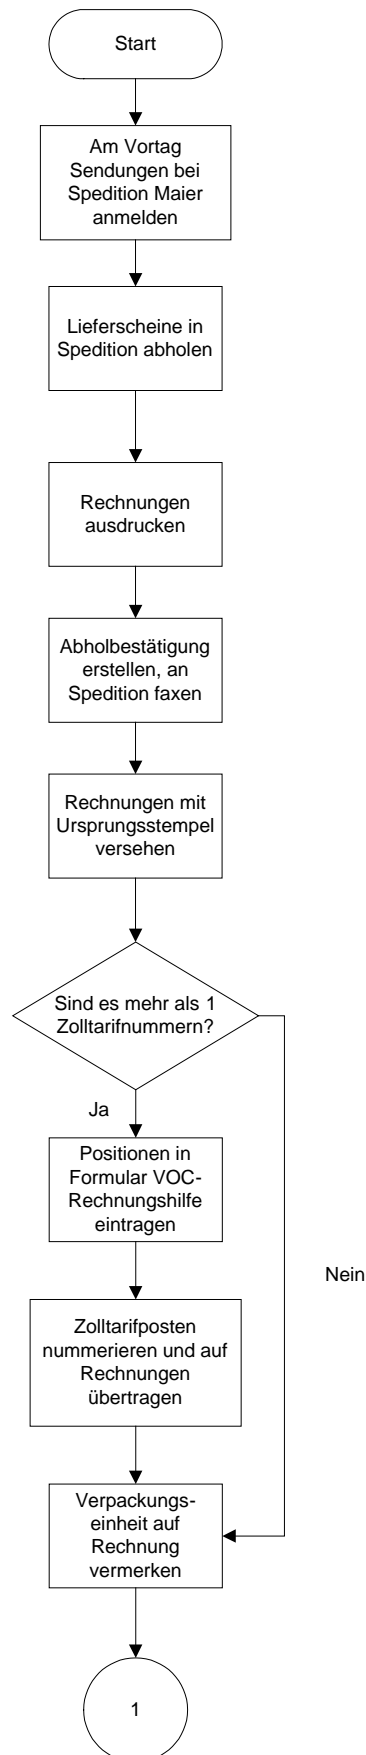 Start
Am Vortag
Sendungen bei
Spedition Maier
anmelden
Lieferscheine in
Spedition abholen
Rechnungen
ausdrucken
Abholbestätigung
erstellen, an
Spedition faxen
Rechnungen mit
Ursprungsstempel
versehen
Sind es mehr als 1
Zolltarifnummern?
Ja
Positionen in
Formular VOC-
Rechnungshilfe
eintragen
Nein
Zolltarifposten
nummerieren und auf
Rechnungen
übertragen
Verpackungs-
einheit auf
Rechnung
vermerken
1